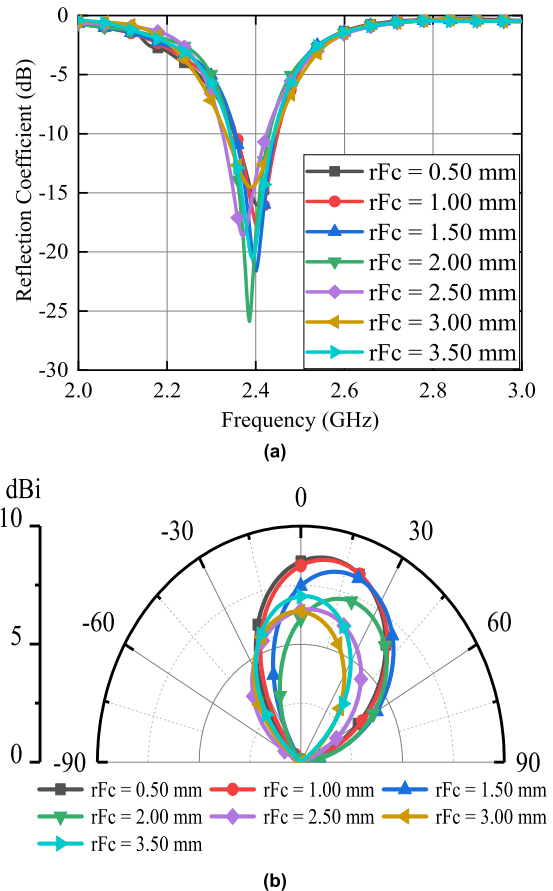 0
-5
-10
-15
-20
-25
-30
Reflection Coefficient (dB)
rFc = 0.50 mm
rFc = 1.00 mm
rFc = 1.50 mm
rFc = 2.00 mm
rFc = 2.50 mm
rFc = 3.00 mm
rFc = 3.50 mm
2.0 2.2 2.4 2.6 2.8 3.0
Frequency (GHz)
(a)
dBi
10
5
0
-90
-60
-30
0
30
60
90
rFc = 0.50 mm rFc = 1.00 mm rFc = 1.50 mm
rFc = 2.00 mm rFc = 2.50 mm rFc = 3.00 mm
rFc = 3.50 mm
(b)